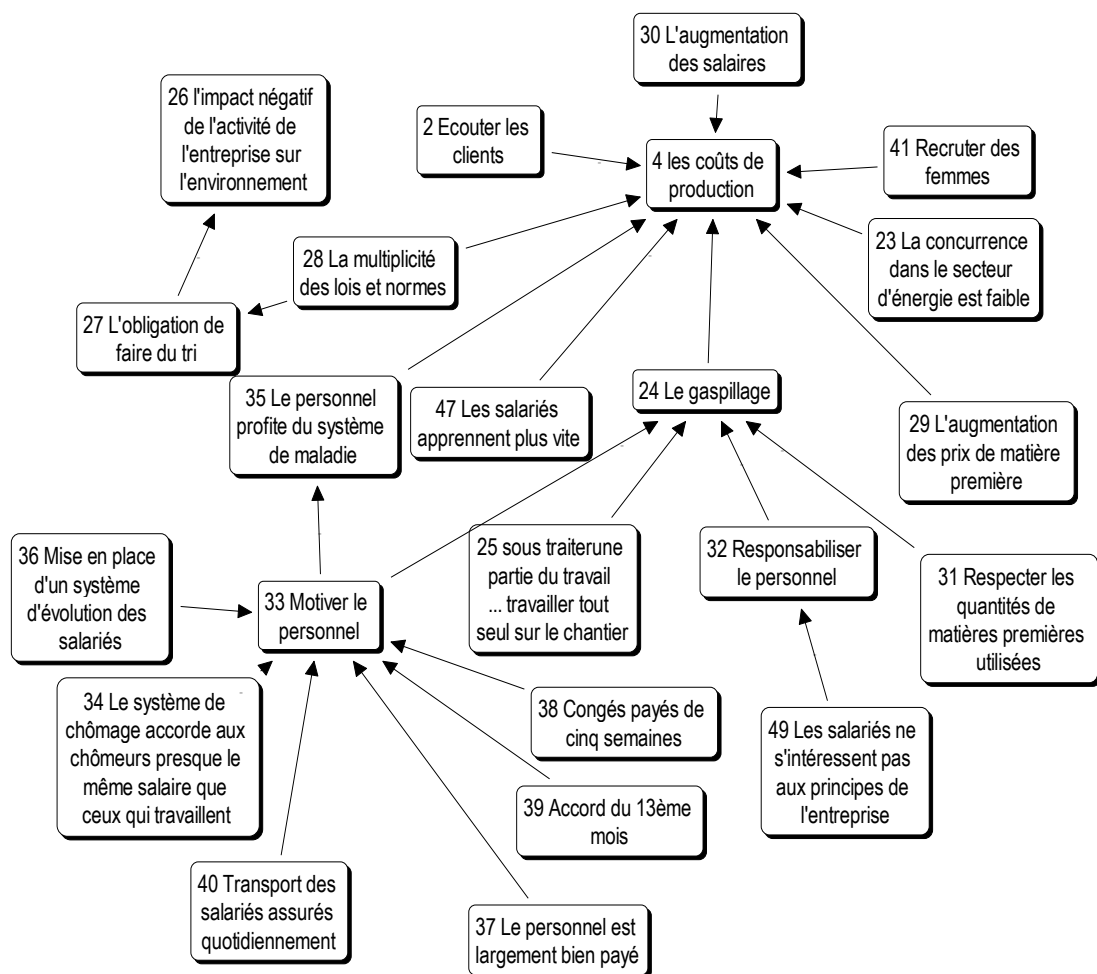 30 L'augmentation
des salaires
26 l'impact négatif
de l'activité de
l'entreprise sur
l'environnement
2 Ecouter les
clients
4 les coûts de
production
41 Recruter des
femmes
28 La multiplicité
des lois et normes
23 La concurrence
dans le secteur
d'énergie est faible
27 L'obligation de
faire du tri
35 Le personnel
profite du système
de maladie
47 Les salariés
apprennent plus vite
24 Le gaspillage
29 L'augmentation
des prix de matière
première
36 Mise en place
d'un système
d'évolution des
salariés
33 Motiver le
personnel
25 sous traiterune
partie du travail
... travailler tout
seul sur le chantier
32 Responsabiliser
le personnel
31 Respecter les
quantités de
matières premières
utilisées
34 Le système de
chômage accorde aux
chômeurs presque le
même salaire que
ceux qui travaillent
38 Congés payés de
cinq semaines
49 Les salariés ne
s'intéressent pas
aux principes de
l'entreprise
39 Accord du 13ème
mois
40 Transport des
salariés assurés
quotidiennement
37 Le personnel est
largement bien payé